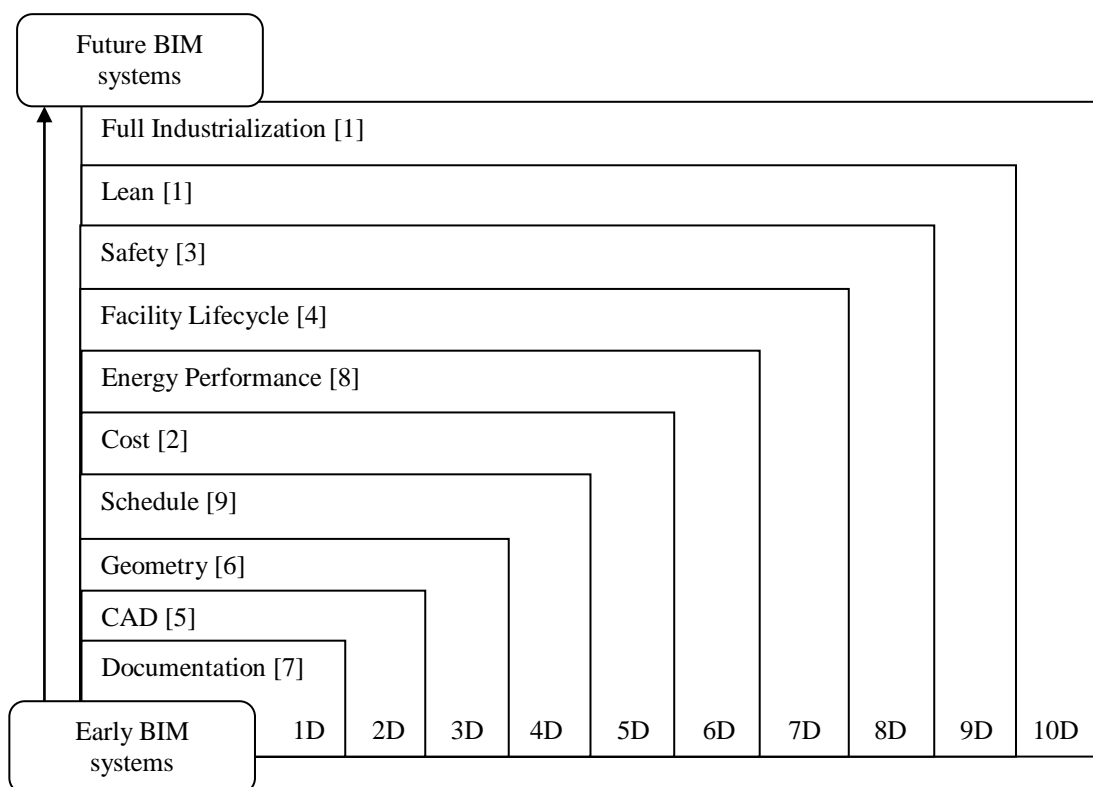 Future BIM
systems
Full Industrialization [1]
Lean [1]
Safety [3]
Facility Lifecycle [4]
Energy Performance [8]
Cost [2]
Schedule [9]
Geometry [6]
CAD [5]
Documentation [7]
Early BIM
systems
1D 2D 3D 4D 5D 6D 7D 8D 9D 10D